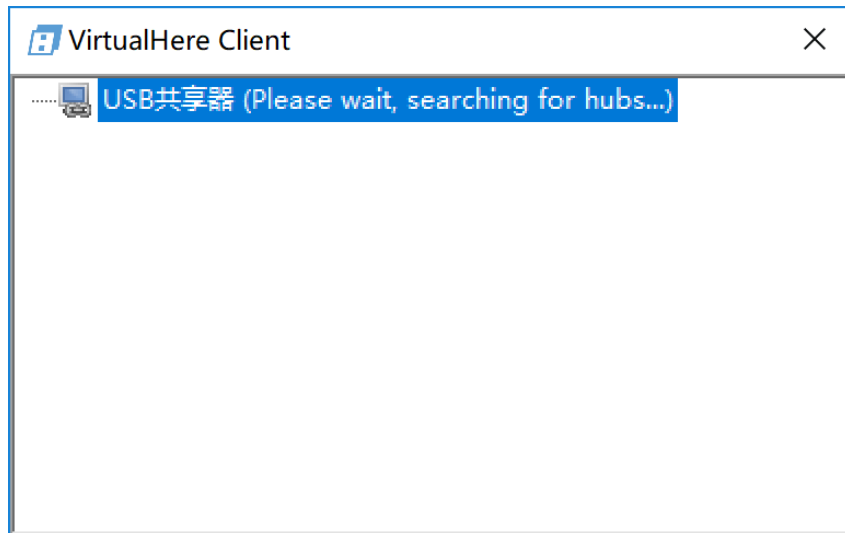 VirtualHere Client
USB共享器 (Please wait, searching for hubs...)